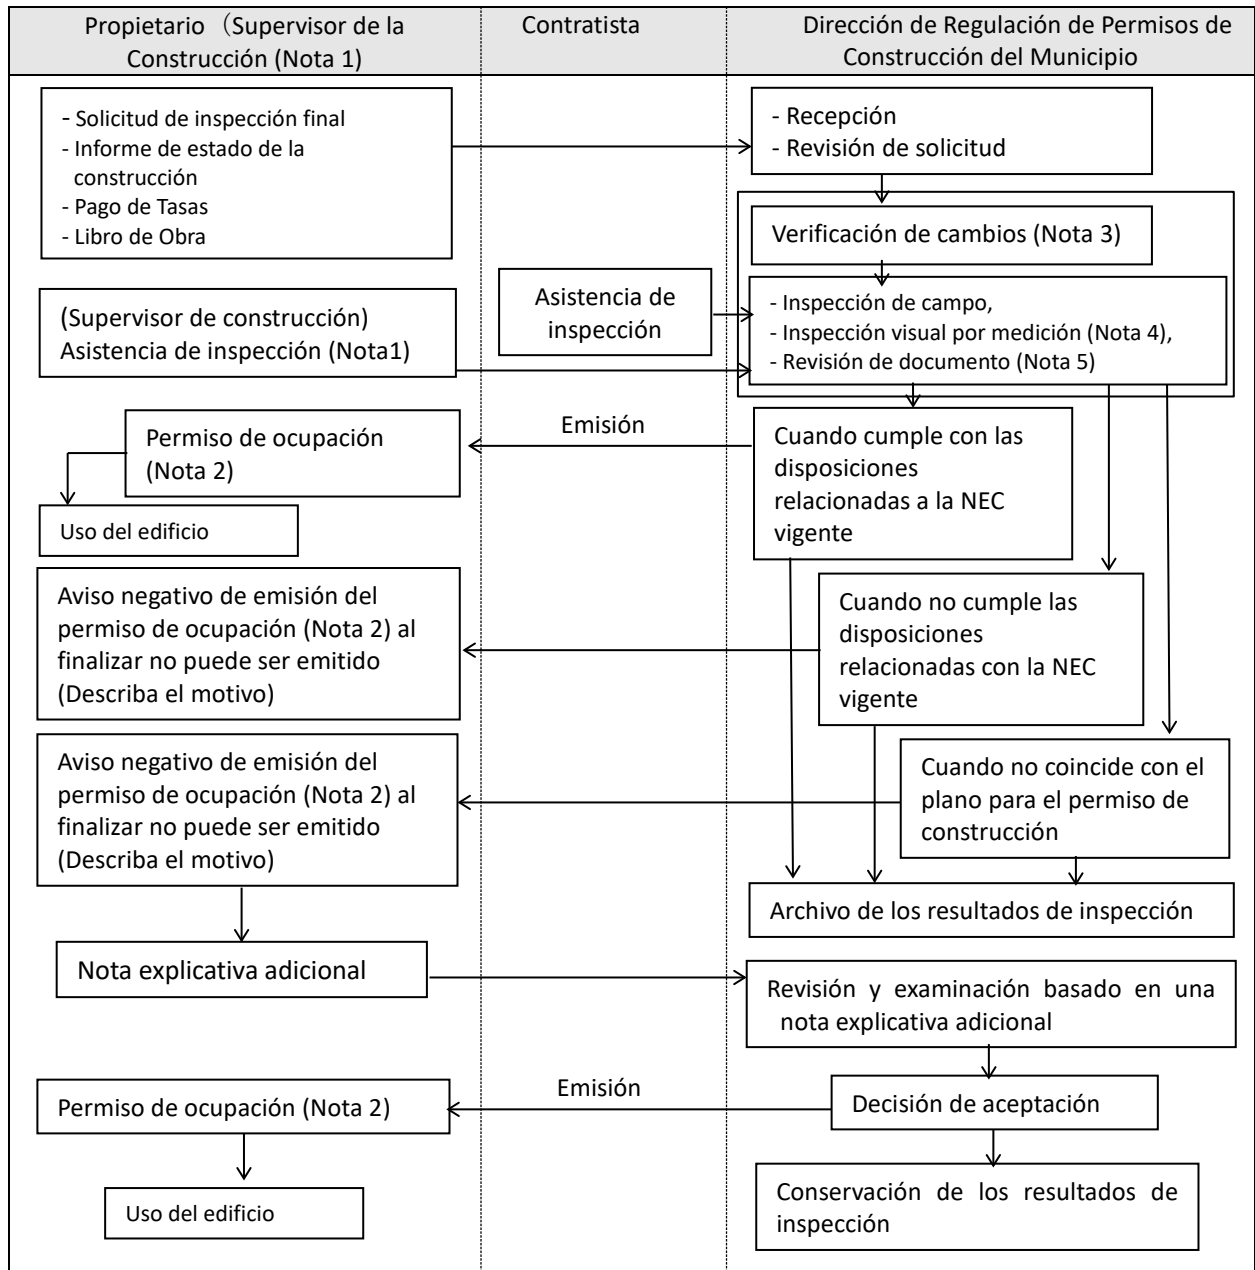 Propietario （Supervisor de la
Construcción (Nota 1)
Contratista
Dirección de Regulación de Permisos de
Construcción del Municipio
- Solicitud de inspección final
- Informe de estado de la
construcción
- Pago de Tasas
- Libro de Obra
- Recepción
- Revisión de solicitud
Verificación de cambios (Nota 3)
Asistencia de
inspección
- Inspección de campo,
- Inspección visual por medición (Nota 4),
- Revisión de documento (Nota 5)
(Supervisor de construcción)
Asistencia de inspección (Nota1)
Emisión
Cuando cumple con las
disposiciones
relacionadas a la NEC
vigente
Permiso de ocupación
(Nota 2)
Uso del edificio
Aviso negativo de emisión del
permiso de ocupación (Nota 2) al
finalizar no puede ser emitido
(Describa el motivo)
Cuando no cumple las
disposiciones
relacionadas con la NEC
vigente
Aviso negativo de emisión del
permiso de ocupación (Nota 2) al
finalizar no puede ser emitido
(Describa el motivo)
Cuando no coincide con el
plano para el permiso de
construcción
Archivo de los resultados de inspección
Nota explicativa adicional
Revisión y examinación basado en una
nota explicativa adicional
Emisión
Permiso de ocupación (Nota 2)
Decisión de aceptación
Uso del edificio
Conservación de los resultados de
inspección